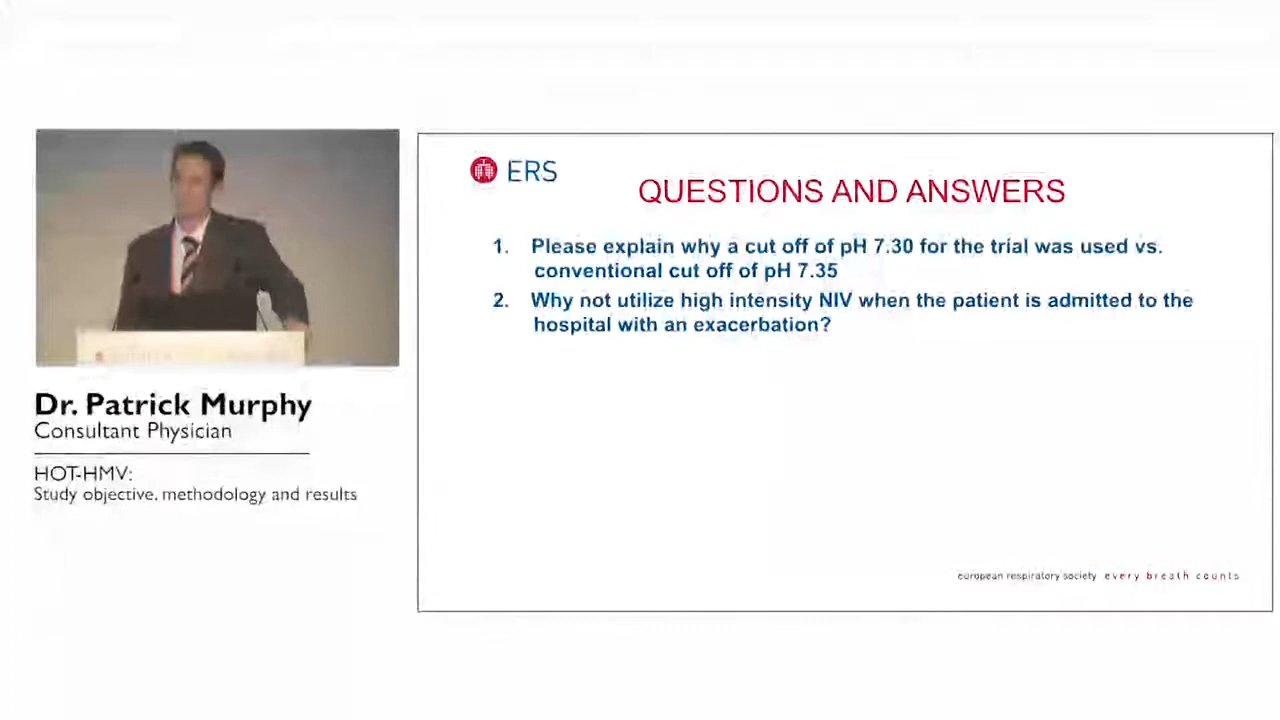 ERS
QUESTIONS AND ANSWERS
1. Please explain why a cut off of pH 7.30 for the trial was used vs.
conventional cut off of pH 7.35
2. Why not utilize high intensity NIV when the patient is admitted to the
hospital with an exacerbation?
european respiratory society every breath counts
Dr. Patrick Murphy
Consultant Physician
HOT-HMV:
Study objective, methodology and results